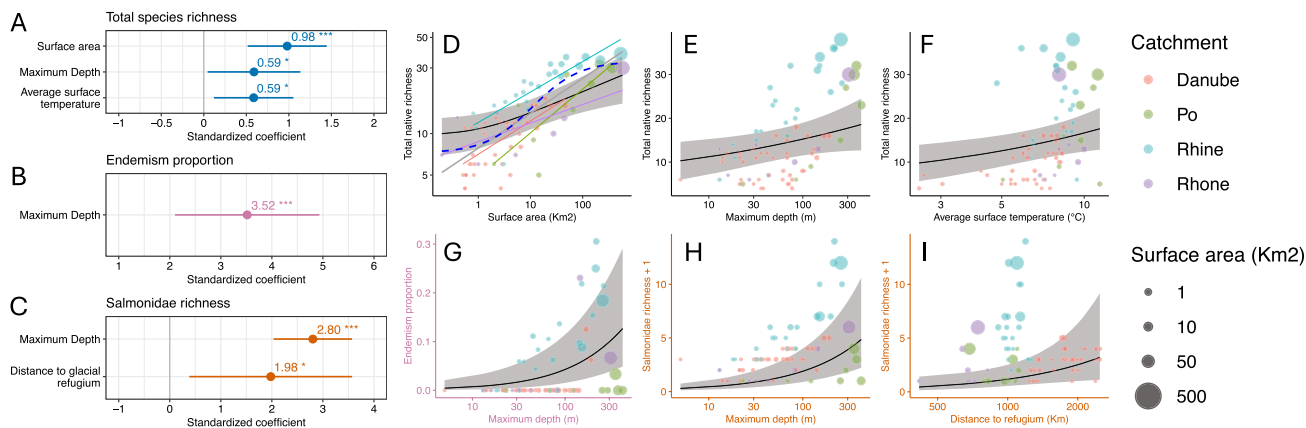 A
Total species richness
Surface area
Maximum Depth
Average surface
temperature
0.98 ***
0.59 *
0.59 *
−1
0
1
2
Standardized coefficient
B
Endemism proportion
Maximum Depth
3.52 ***
1
2
3
4
5
6
Standardized coefficient
C
Salmonidae richness
Maximum Depth
Distance to glacial
refugium
2.80 ***
1.98 *
−1
0
1
2
3
4
Standardized coefficient
D
Total native richness
50
30
10
5
1
10
100
Surface area (Km2)
E
Total native richness
30
20
10
10
30
100
300
Maximum depth (m)
F
Total native richness
30
20
10
3
5
10
Average surface temperature (°C)
G
Endemism proportion
0.3
0.2
0.1
0.0
10
30
100
300
Maximum depth (m)
H
Salmonidae richness + 1
10
5
0
10
30
100
300
Maximum depth (m)
I
Salmonidae richness + 1
10
5
0
500
1000
2000
Distance to refugium (Km)
Catchment
Danube
Po
Rhine
Rhone
Surface area (Km2)
1
10
50
500